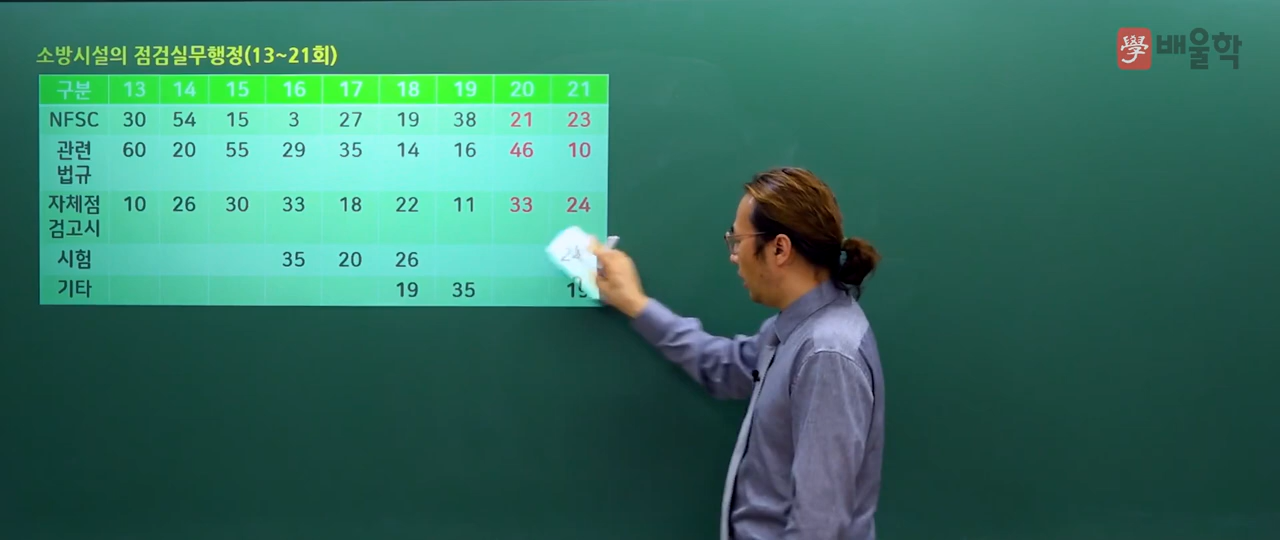 소방시설의 점검실무행정(13~21회)
學 배울학
구분 13 14 15 16 17 18 19 20 21
NFSC 30 54 15 3 27 19 38 21 23
관련
법규 60 20 55 29 35 14 16 46 10
자체점
검고시 10 26 30 33 18 22 11 33 24
시험 35 20 26
기타 19 35 19